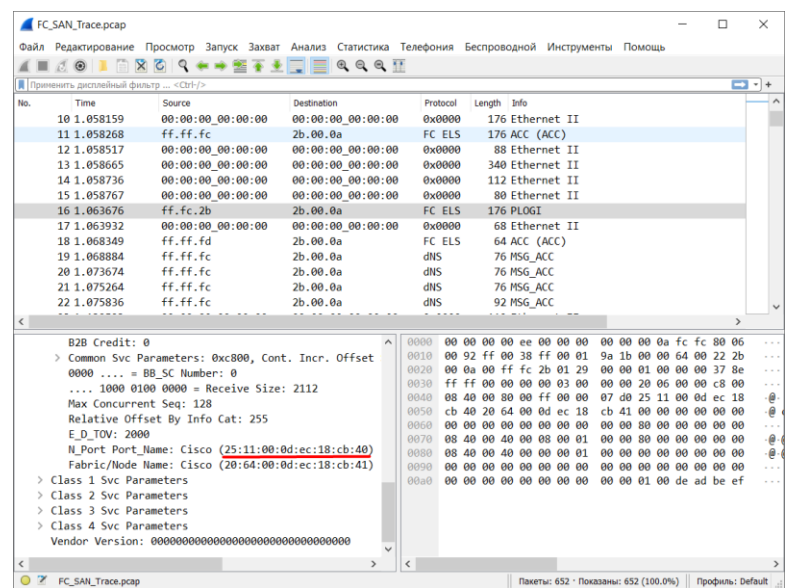 FC_SAN_Trace.pcap
Файл Редактирование Просмотр Запуск Захват Анализ Статистика Телефония Беспроводной Инструменты Помощь
Применить дисплейный фильтр ... <Ctrl-/>
No. Time Source Destination Protocol Length Info
10 1.058159 00:00:00_00:00:00 00:00:00_00:00:00 0x0000 176 Ethernet II
11 1.058268 ff.ff.fc 2b.00.0a FC ELS 176 ACC (ACC)
12 1.058517 00:00:00_00:00:00 00:00:00_00:00:00 0x0000 88 Ethernet II
13 1.058665 00:00:00_00:00:00 00:00:00_00:00:00 0x0000 340 Ethernet II
14 1.058736 00:00:00_00:00:00 00:00:00_00:00:00 0x0000 112 Ethernet II
15 1.058767 00:00:00_00:00:00 00:00:00_00:00:00 0x0000 80 Ethernet II
16 1.063676 ff.fc.2b 2b.00.0a FC ELS 176 PLOGI
17 1.063932 00:00:00_00:00:00 00:00:00_00:00:00 0x0000 68 Ethernet II
18 1.068349 ff.ff.fd 2b.00.0a FC ELS 64 ACC (ACC)
19 1.068884 ff.ff.fc 2b.00.0a dNS 76 MSG_ACC
20 1.073674 ff.ff.fc 2b.00.0a dNS 76 MSG_ACC
21 1.075264 ff.ff.fc 2b.00.0a dNS 76 MSG_ACC
22 1.075836 ff.ff.fc 2b.00.0a dNS 92 MSG_ACC
B2B Credit: 0
Common Svc Parameters: 0xc800, Cont. Incr. Offset
0000 .... = BB_SC Number: 0
.... 1000 0100 0000 = Receive Size: 2112
Max Concurrent Seq: 128
Relative Offset By Info Cat: 255
E_D_TOV: 2000
N_Port Port_Name: Cisco (25:11:00:0d:ec:18:cb:40)
Fabric/Node Name: Cisco (20:64:00:0d:ec:18:cb:41)
Class 1 Svc Parameters
Class 2 Svc Parameters
Class 3 Svc Parameters
Class 4 Svc Parameters
Vendor Version: 00000000000000000000000000000000
0000 00 00 00 00 ee 00 00 00 00 00 00 0a fc fc 80 06 ...
0010 00 92 ff 00 38 ff 00 01 9a 1b 00 00 64 00 22 2b ...
0020 00 0a 00 ff fc 2b 01 29 00 00 01 00 00 00 37 8e ...
0030 ff ff 00 00 00 00 03 00 00 00 20 06 00 00 c8 00 ...
0040 08 40 00 80 00 ff 00 00 07 d0 25 11 00 0d ec 18 ·@·
0050 cb 40 20 64 00 0d ec 18 cb 41 00 00 00 00 00 00 ·@
0060 00 00 00 00 00 00 00 00 00 00 80 00 00 00 00 00 ...
0070 08 40 00 40 00 08 00 01 00 00 80 00 00 00 00 00 ·@·@
0080 08 40 00 40 00 00 00 01 00 00 00 00 00 00 00 00 ·@·@
0090 00 00 00 00 00 00 00 00 00 00 00 00 00 00 00 00 ...
00a0 00 00 00 00 00 00 00 00 00 00 01 00 de ad be ef ...
FC_SAN_Trace.pcap
Пакеты: 652 · Показаны: 652 (100.0%) Профиль: Default